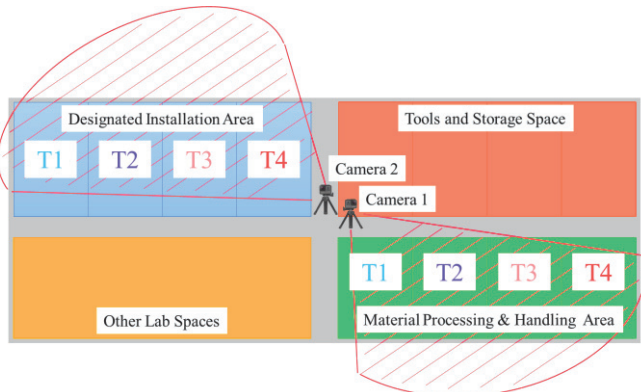 Designated Installation Area
Tools and Storage Space
T1 T2 T3 T4
Camera 2
Camera 1
T1 T2 T3 T4
Other Lab Spaces
Material Processing & Handling Area